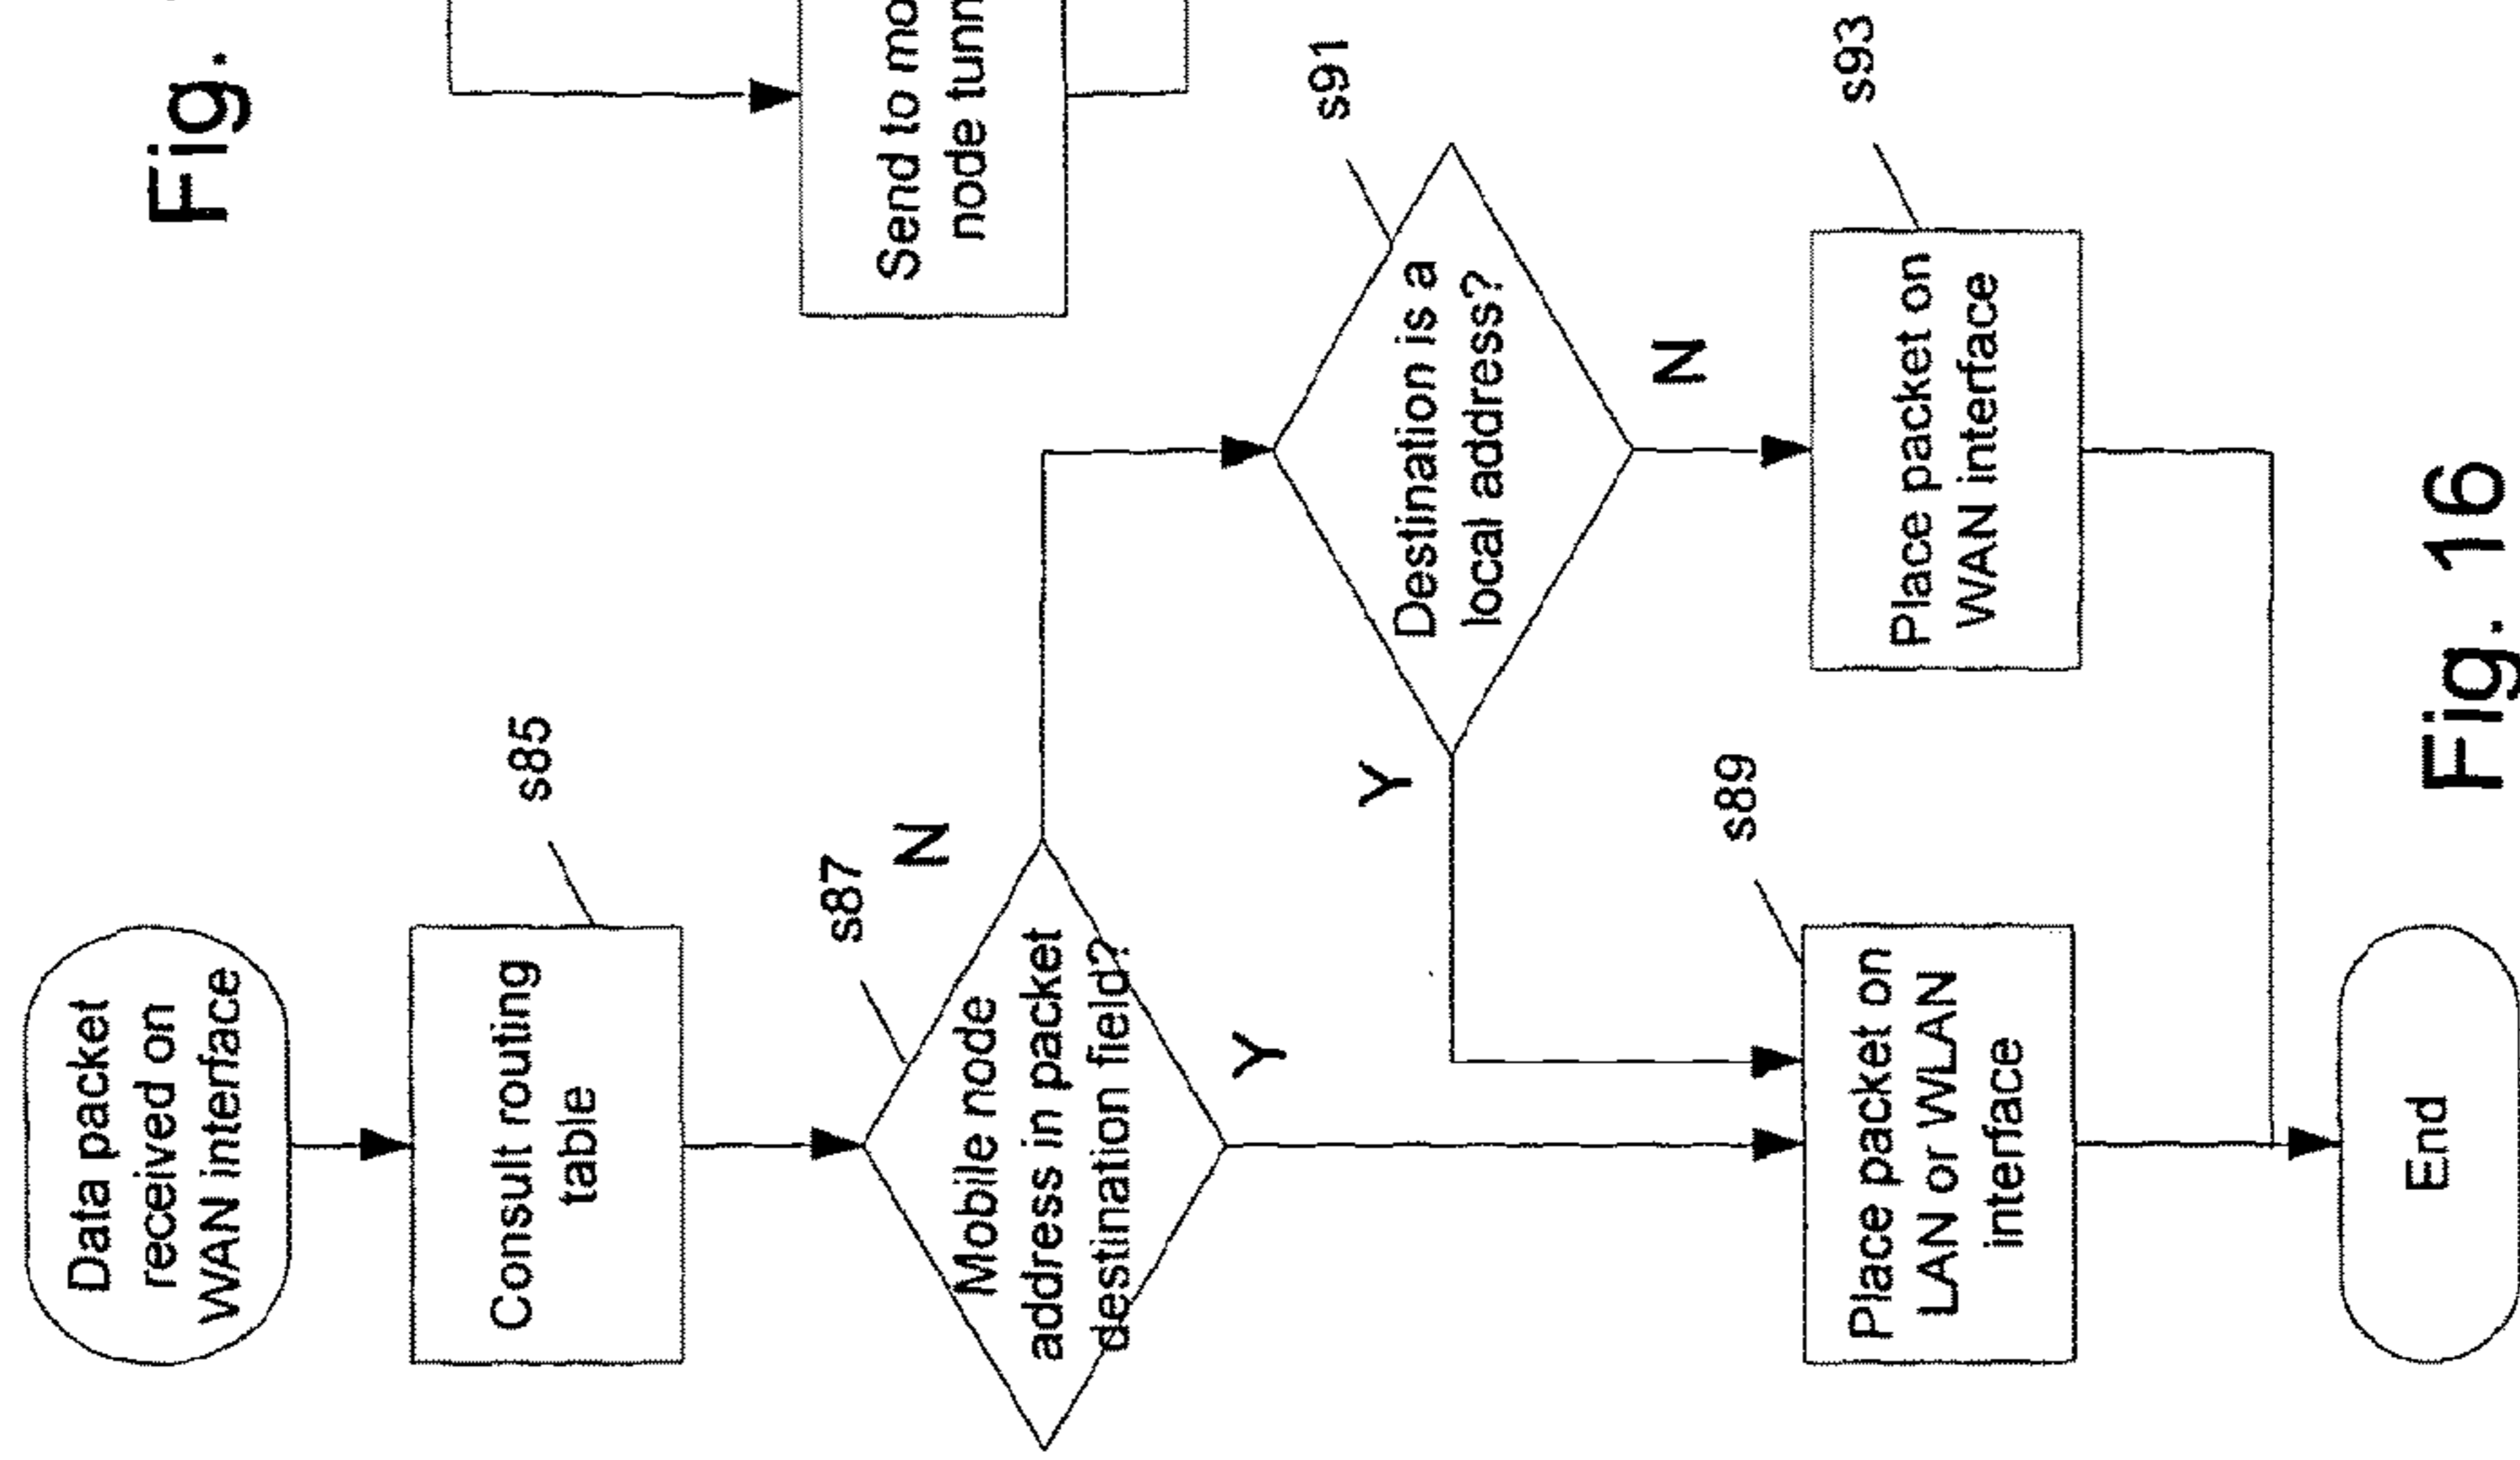 Data packet
received on
WAN interface
Consult routing
table
s85
Mobile node
address in packet
destination field?
s87
N
Y
Destination is a
local address?
s91
Y
N
Place packet on
LAN or WLAN
interface
s89
Place packet on
WAN interface
s93
End
Fig. 16
Fig.
Send to
node